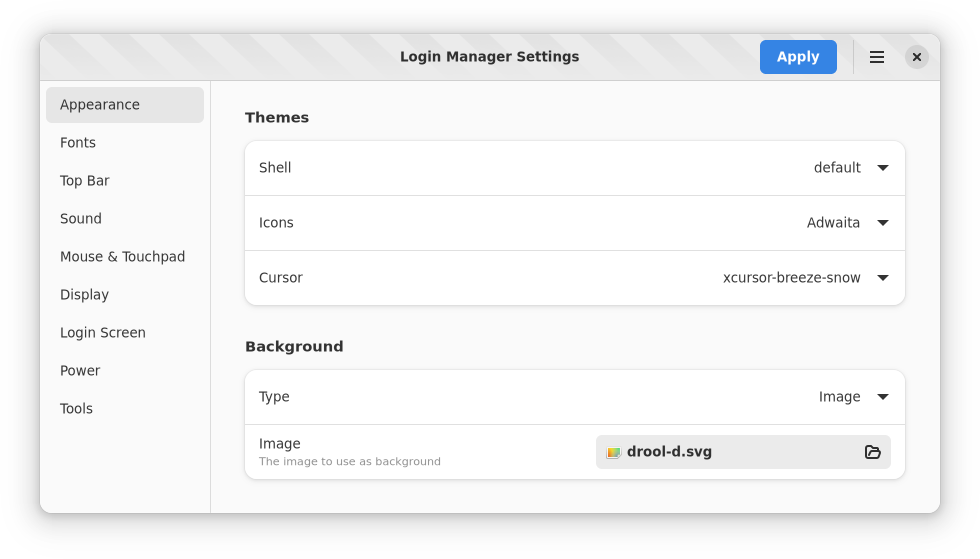 Login Manager Settings
Apply
Appearance
Fonts
Top Bar
Sound
Mouse & Touchpad
Display
Login Screen
Power
Tools
Themes
Shell default
Icons Adwaita
Cursor xcursor-breeze-snow
Background
Type Image
Image
The image to use as background
drool-d.svg